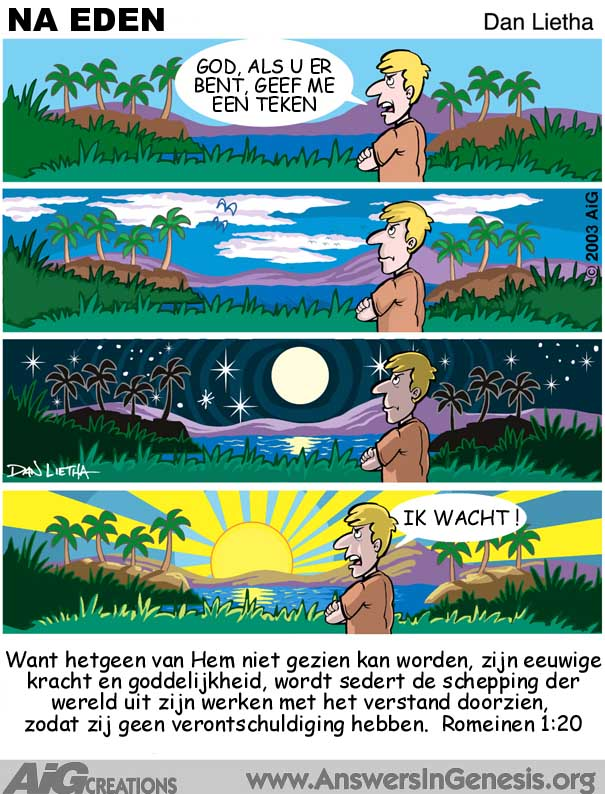 NA EDEN
Dan Lietha
GOD, ALS U ER
BENT, GEEF ME
EEN TEKEN
© 2003 AiG
DAN LIETHA
IK WACHT !
Want hetgeen van Hem niet gezien kan worden, zijn eeuwige
kracht en goddelijkheid, wordt sedert de schepping der
wereld uit zijn werken met het verstand doorzien,
zodat zij geen verontschuldiging hebben. Romeinen 1:20
AiG CREATIONS
www.AnswersInGenesis.org